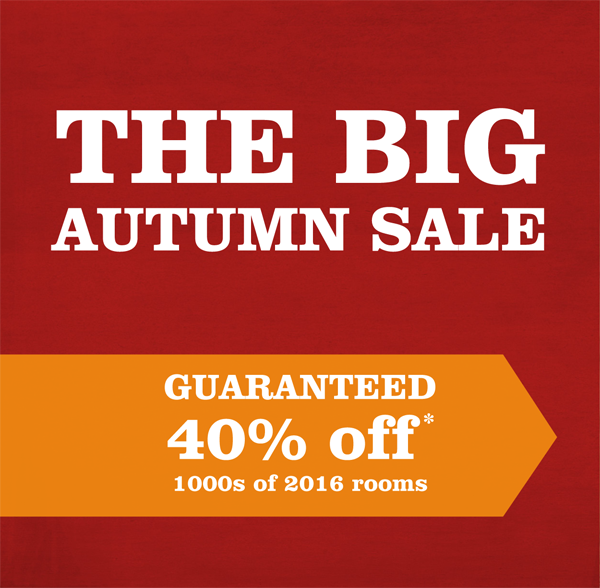 THE BIG
AUTUMN SALE
GUARANTEED
40% off*
1000s of 2016 rooms